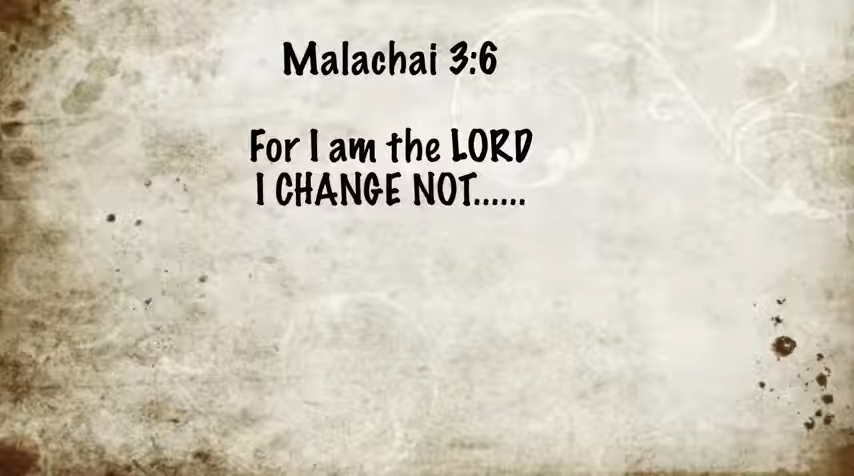 Malachai 3:6
For I am the LORD
I CHANGE NOT......